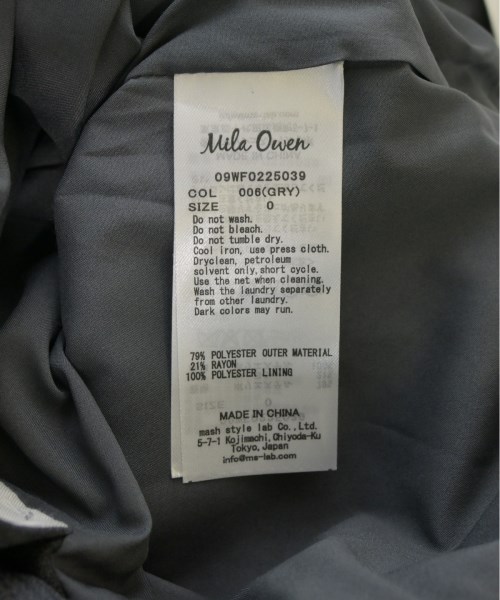 Mila Owen
09WF0225039
COL 006(GRY)
SIZE 0
Do not wash.
Do not bleach.
Do not tumble dry.
Cool iron, use press cloth.
Dryclean, petroleum
solvent only,short cycle.
Use the net when cleaning.
Wash the laundry separately
from other laundry.
Dark colors may run.
79% POLYESTER OUTER MATERIAL
21% RAYON
100% POLYESTER LINING
MADE IN CHINA
mash style lab Co.,Ltd.
5-7-1 Kojimachi,Chiyoda-Ku
Tokyo,Japan
info@ms-lab.com